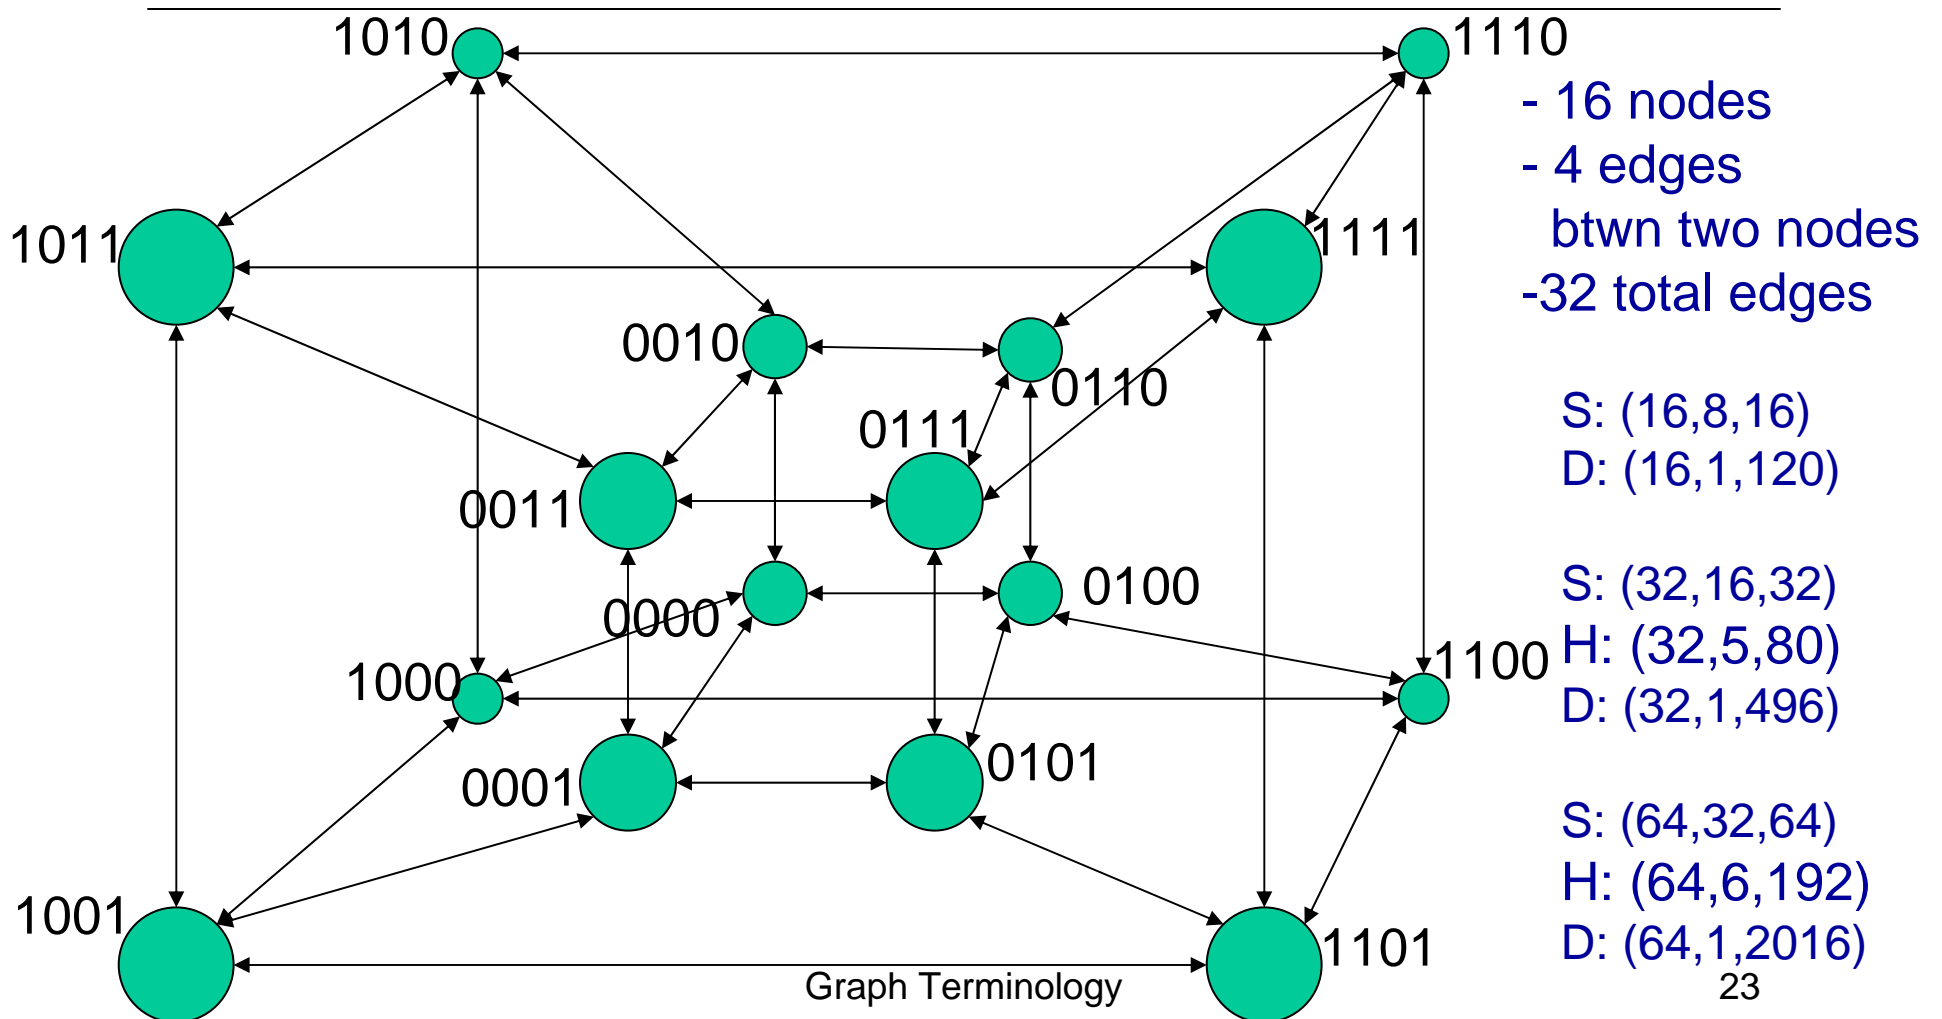 1010
1110
- 16 nodes
- 4 edges
btwn two nodes
-32 total edges
1011
1111
0010
0110
0111
0011
S: (16,8,16)
D: (16,1,120)
0000
0100
S: (32,16,32)
H: (32,5,80)
D: (32,1,496)
1000
1100
0001
0101
S: (64,32,64)
H: (64,6,192)
D: (64,1,2016)
1001
1101
Graph Terminology
23